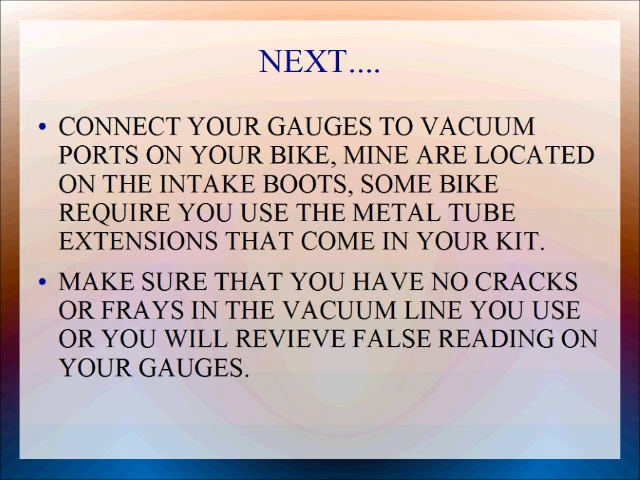 NEXT....
• CONNECT YOUR GAUGES TO VACUUM
PORTS ON YOUR BIKE, MINE ARE LOCATED
ON THE INTAKE BOOTS, SOME BIKE
REQUIRE YOU USE THE METAL TUBE
EXTENSIONS THAT COME IN YOUR KIT.
• MAKE SURE THAT YOU HAVE NO CRACKS
OR FRAYS IN THE VACUUM LINE YOU USE
OR YOU WILL REVIEVE FALSE READING ON
YOUR GAUGES.